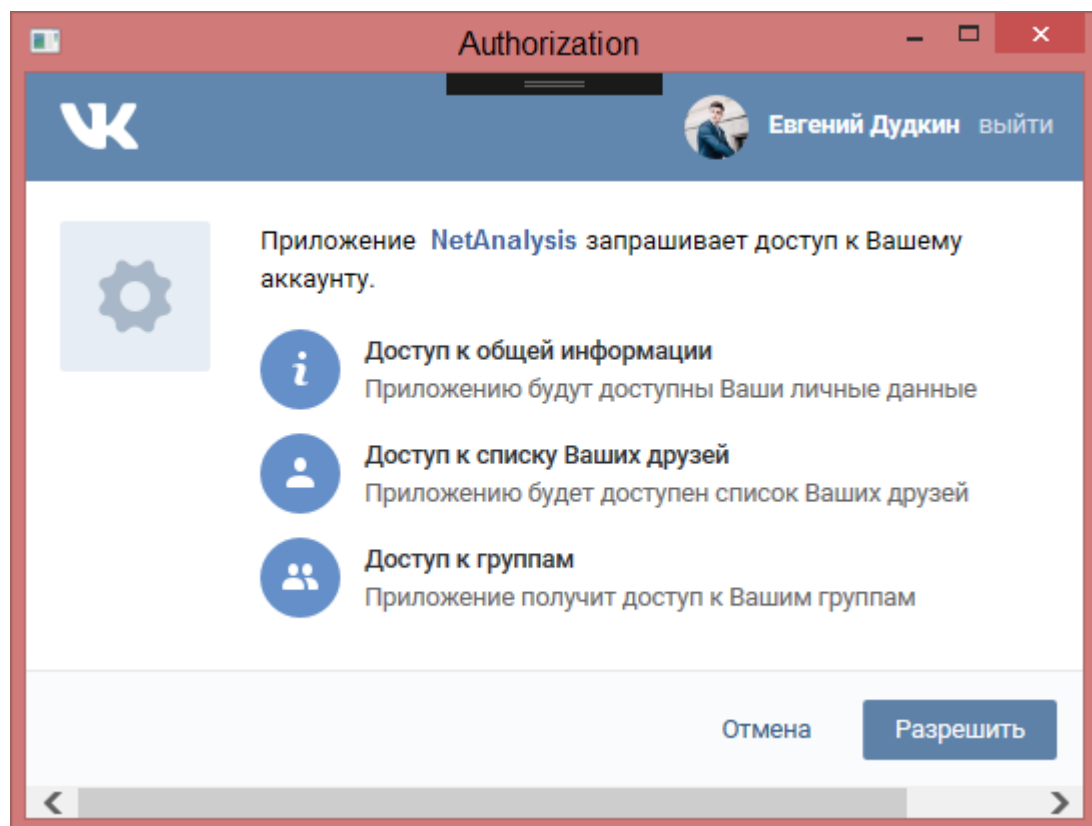 Authorization
VK
Евгений Дудкин выйти
Приложение NetAnalysis запрашивает доступ к Вашему
аккаунту.
Доступ к общей информации
Приложению будут доступны Ваши личные данные
Доступ к списку Ваших друзей
Приложению будет доступен список Ваших друзей
Доступ к группам
Приложение получит доступ к Вашим группам
Отмена Разрешить